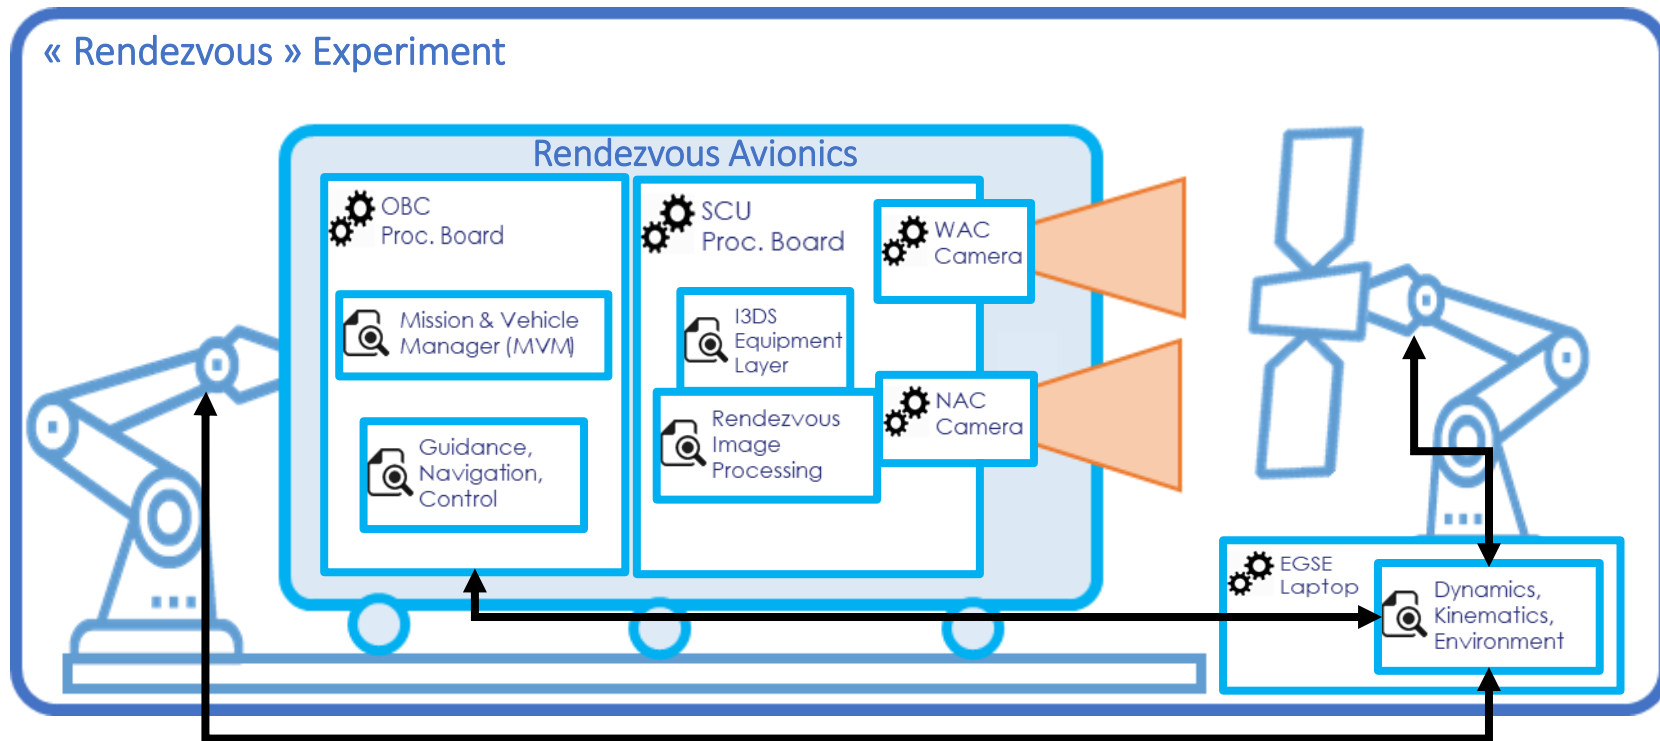 « Rendezvous » Experiment
Rendezvous Avionics
OBC
Proc. Board
Mission & Vehicle
Manager (MVM)
Guidance,
Navigation,
Control
SCU
Proc. Board
I3DS
Equipment
Layer
Rendezvous
Image
Processing
WAC
Camera
NAC
Camera
EGSE
Laptop
Dynamics,
Kinematics,
Environment